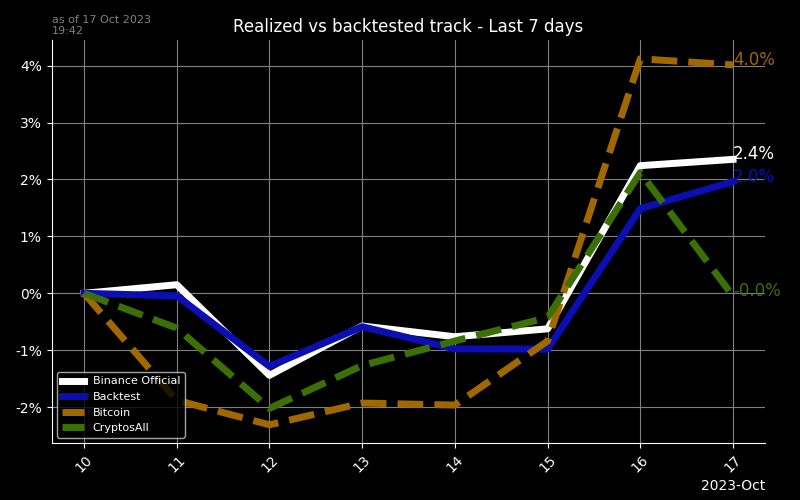 as of 17 Oct 2023
19:42
Realized vs backtested track - Last 7 days
4%
3%
2%
1%
0%
-1%
-2%
4.0%
2.4%
2.0%
-0.0%
Binance Official
Backtest
Bitcoin
CryptosAll
10
11
12
13
14
15
16
17
2023-Oct